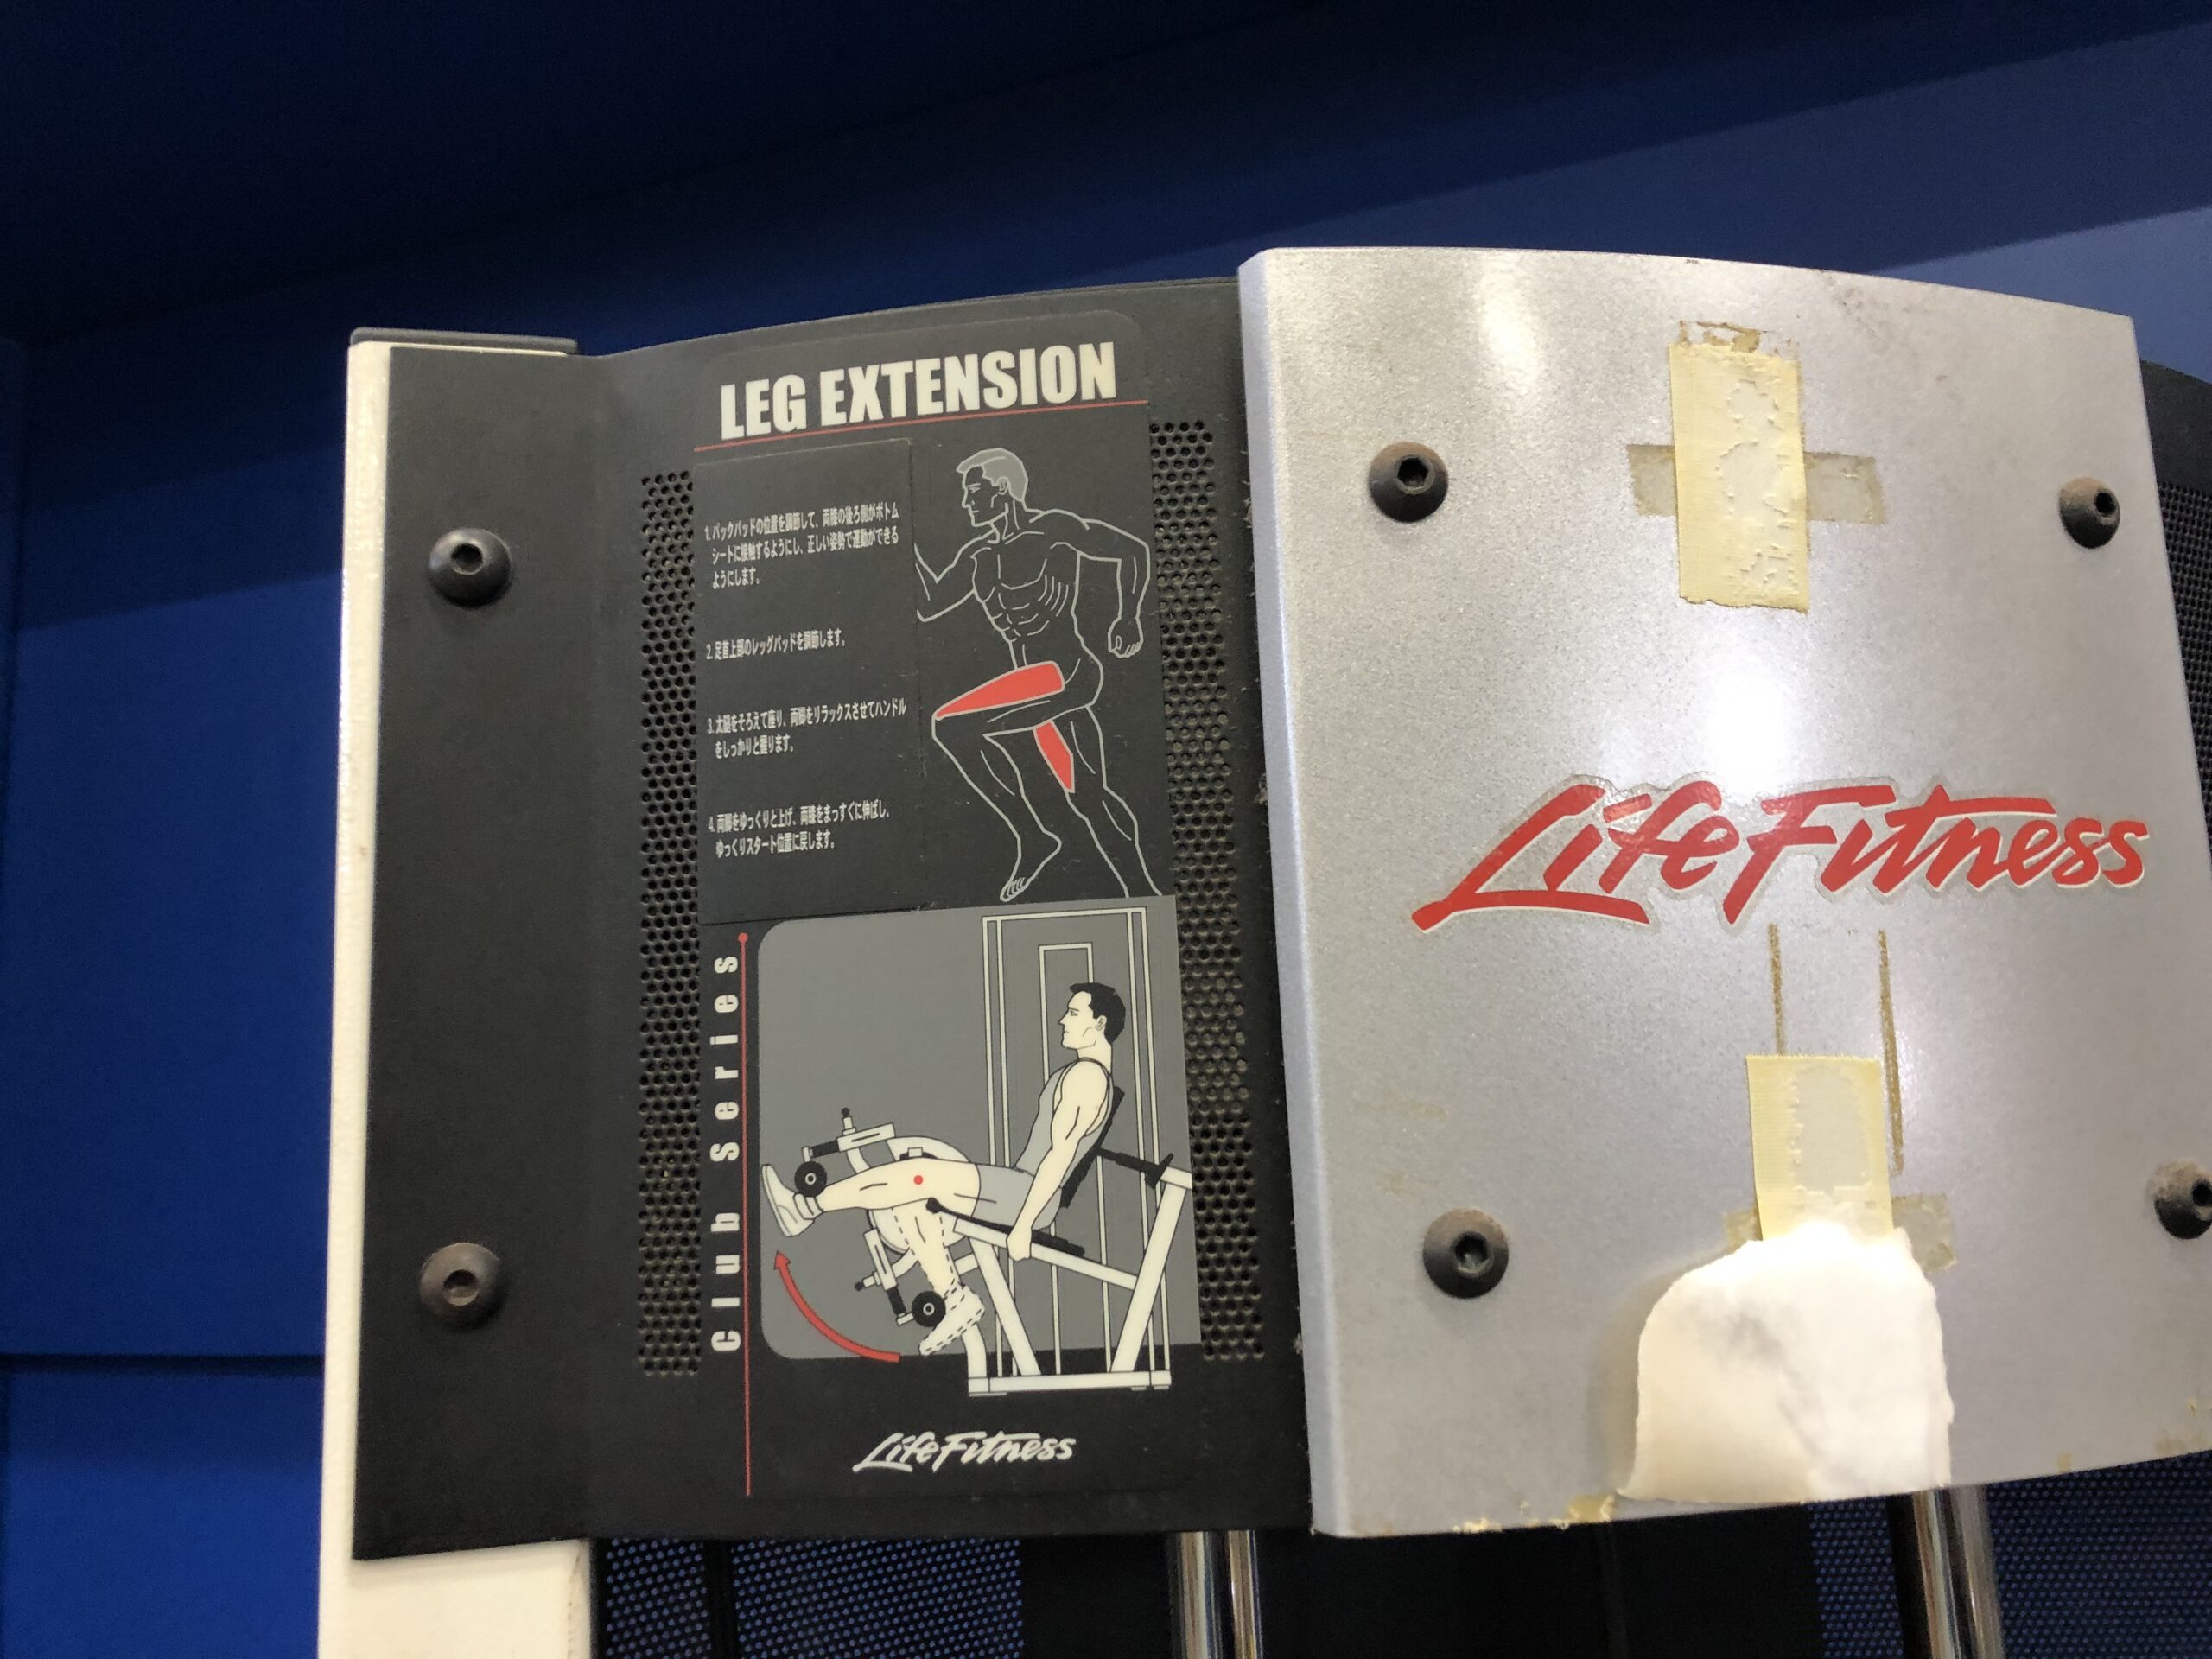 LEG EXTENSION
1. バックパッドの位置を調節して、両膝の後ろ側がボトム
シートに接触するようにし、正しい姿勢で運動ができる
ようにします。
2. 足首上部のレッグパッドを調節します。
3. 太腿をそろえて座り、両脚をリラックスさせてハンドル
をしっかりと握ります。
4. 両脚をゆっくりと上げ、両膝をまっすぐに伸ばし、
ゆっくりスタート位置に戻します。
Club Series
LifeFitness
LifeFitness